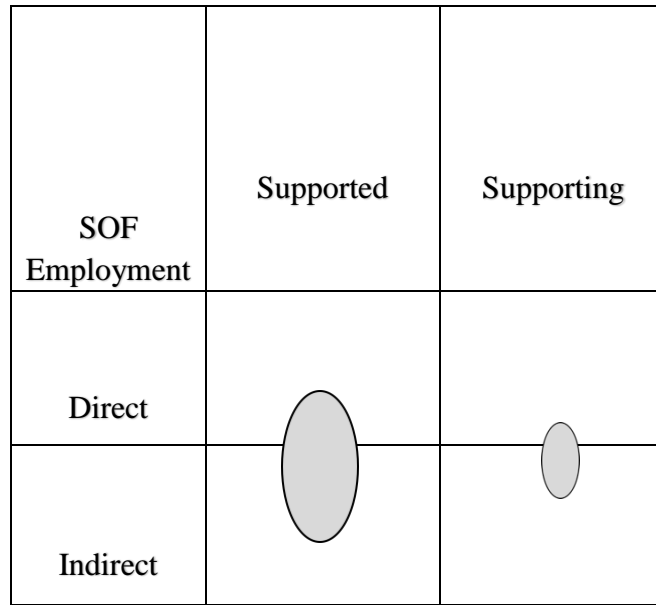 SOF
Employment
Supported
Supporting
Direct
Indirect